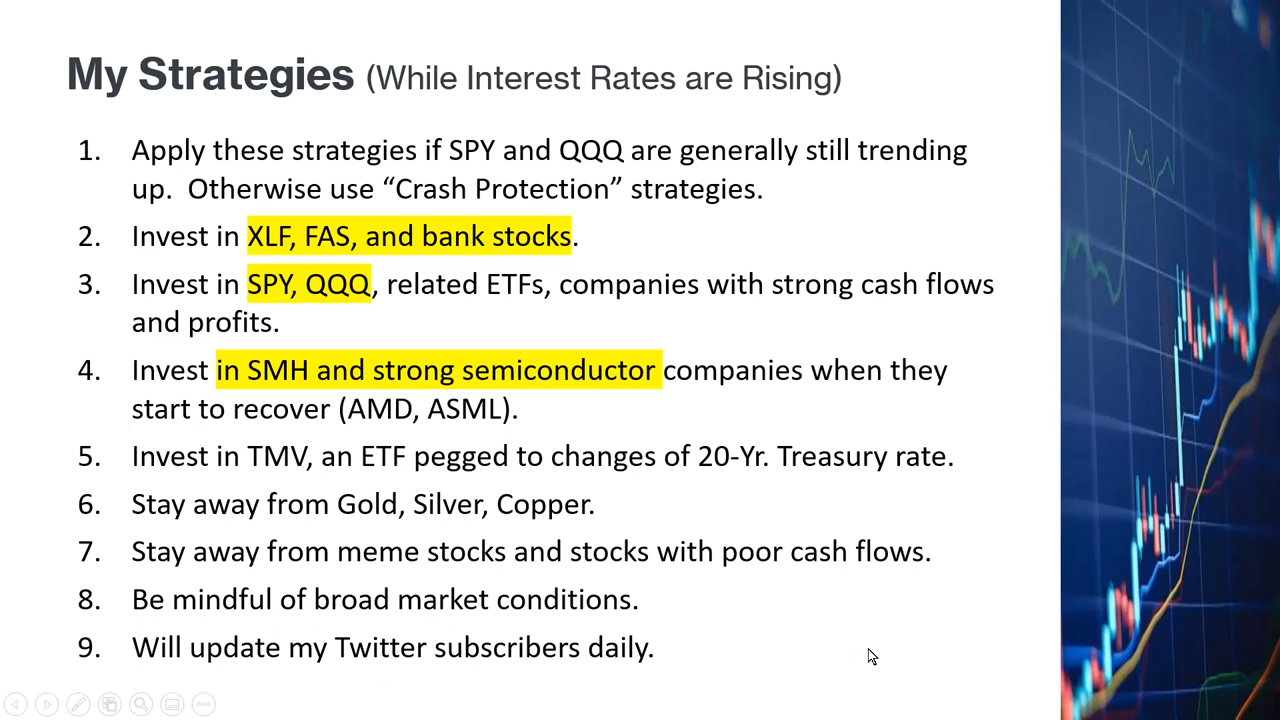 My Strategies (While Interest Rates are Rising)
1. Apply these strategies if SPY and QQQ are generally still trending
up.  Otherwise use “Crash Protection” strategies.
2. Invest in XLF, FAS, and bank stocks.
3. Invest in SPY, QQQ, related ETFs, companies with strong cash flows
and profits.
4. Invest in SMH and strong semiconductor companies when they
start to recover (AMD, ASML).
5. Invest in TMV, an ETF pegged to changes of 20-Yr. Treasury rate.
6. Stay away from Gold, Silver, Copper.
7. Stay away from meme stocks and stocks with poor cash flows.
8. Be mindful of broad market conditions.
9. Will update my Twitter subscribers daily.